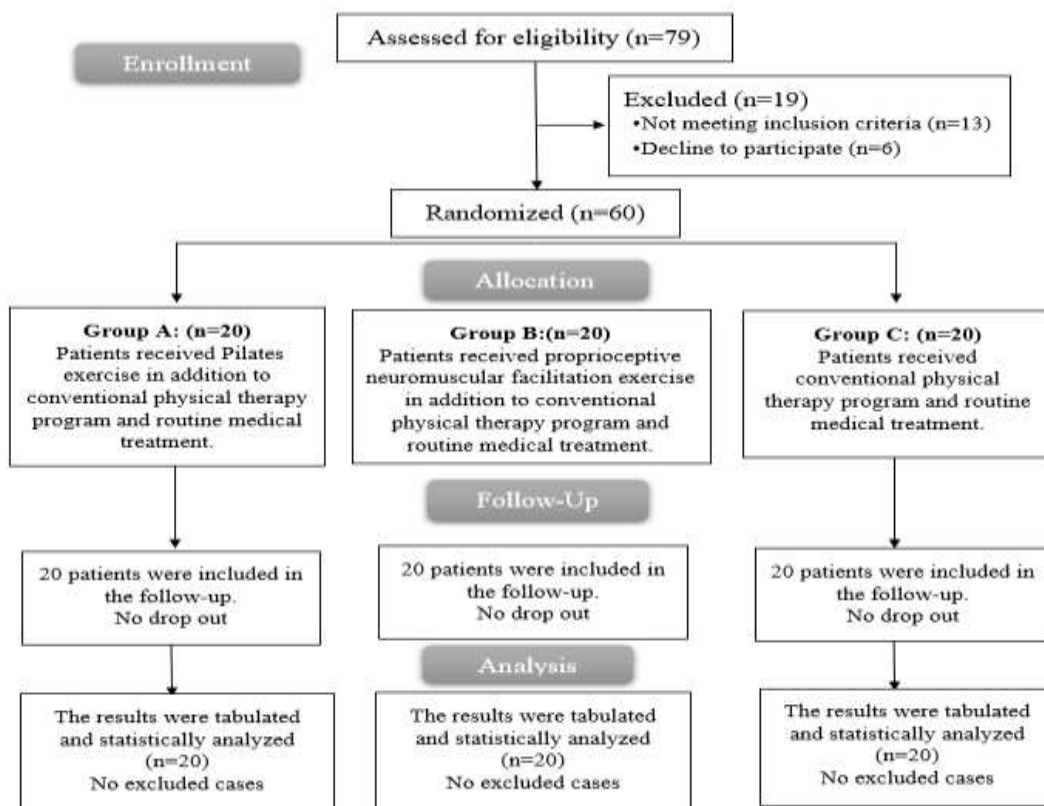 Assessed for eligibility (n=79)
Enrollment
Excluded (n=19)
•Not meeting inclusion criteria (n=13)
•Decline to participate (n=6)
Randomized (n=60)
Allocation
Group A: (n=20)
Patients received Pilates
exercise in addition to
conventional physical therapy
program and routine medical
treatment.
Group B:(n=20)
Patients received proprioceptive
neuromuscular facilitation exercise
in addition to conventional
physical therapy program and
routine medical treatment.
Group C: (n=20)
Patients received
conventional physical
therapy program and routine
medical treatment.
Follow-Up
20 patients were included in
the follow-up.
No drop out
20 patients were included in
the follow-up.
No drop out
20 patients were included in
the follow-up.
No drop out
Analysis
The results were tabulated
and statistically analyzed
(n=20)
No excluded cases
The results were tabulated
and statistically analyzed
(n=20)
No excluded cases
The results were tabulated
and statistically analyzed
(n=20)
No excluded cases